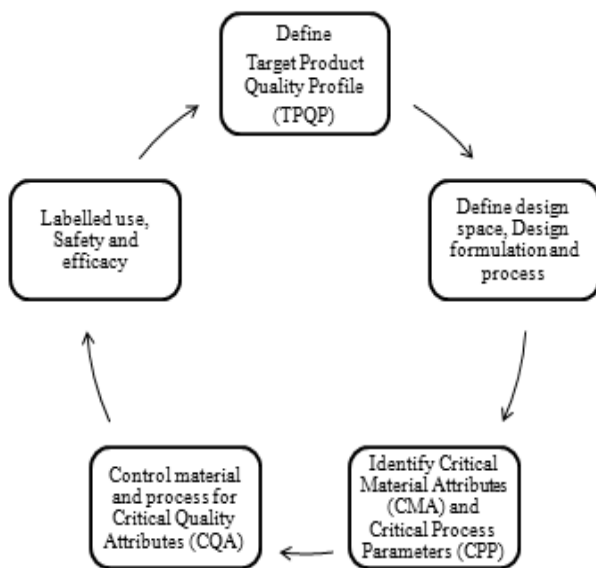 Define
Target Product
Quality Profile
(TPQP)
Define design
space, Design
formulation and
process
Identify Critical
Material Attributes
(CMA) and
Critical Process
Parameters (CPP)
Control material
and process for
Critical Quality
Attributes (CQA)
Labelled use,
Safety and
efficacy